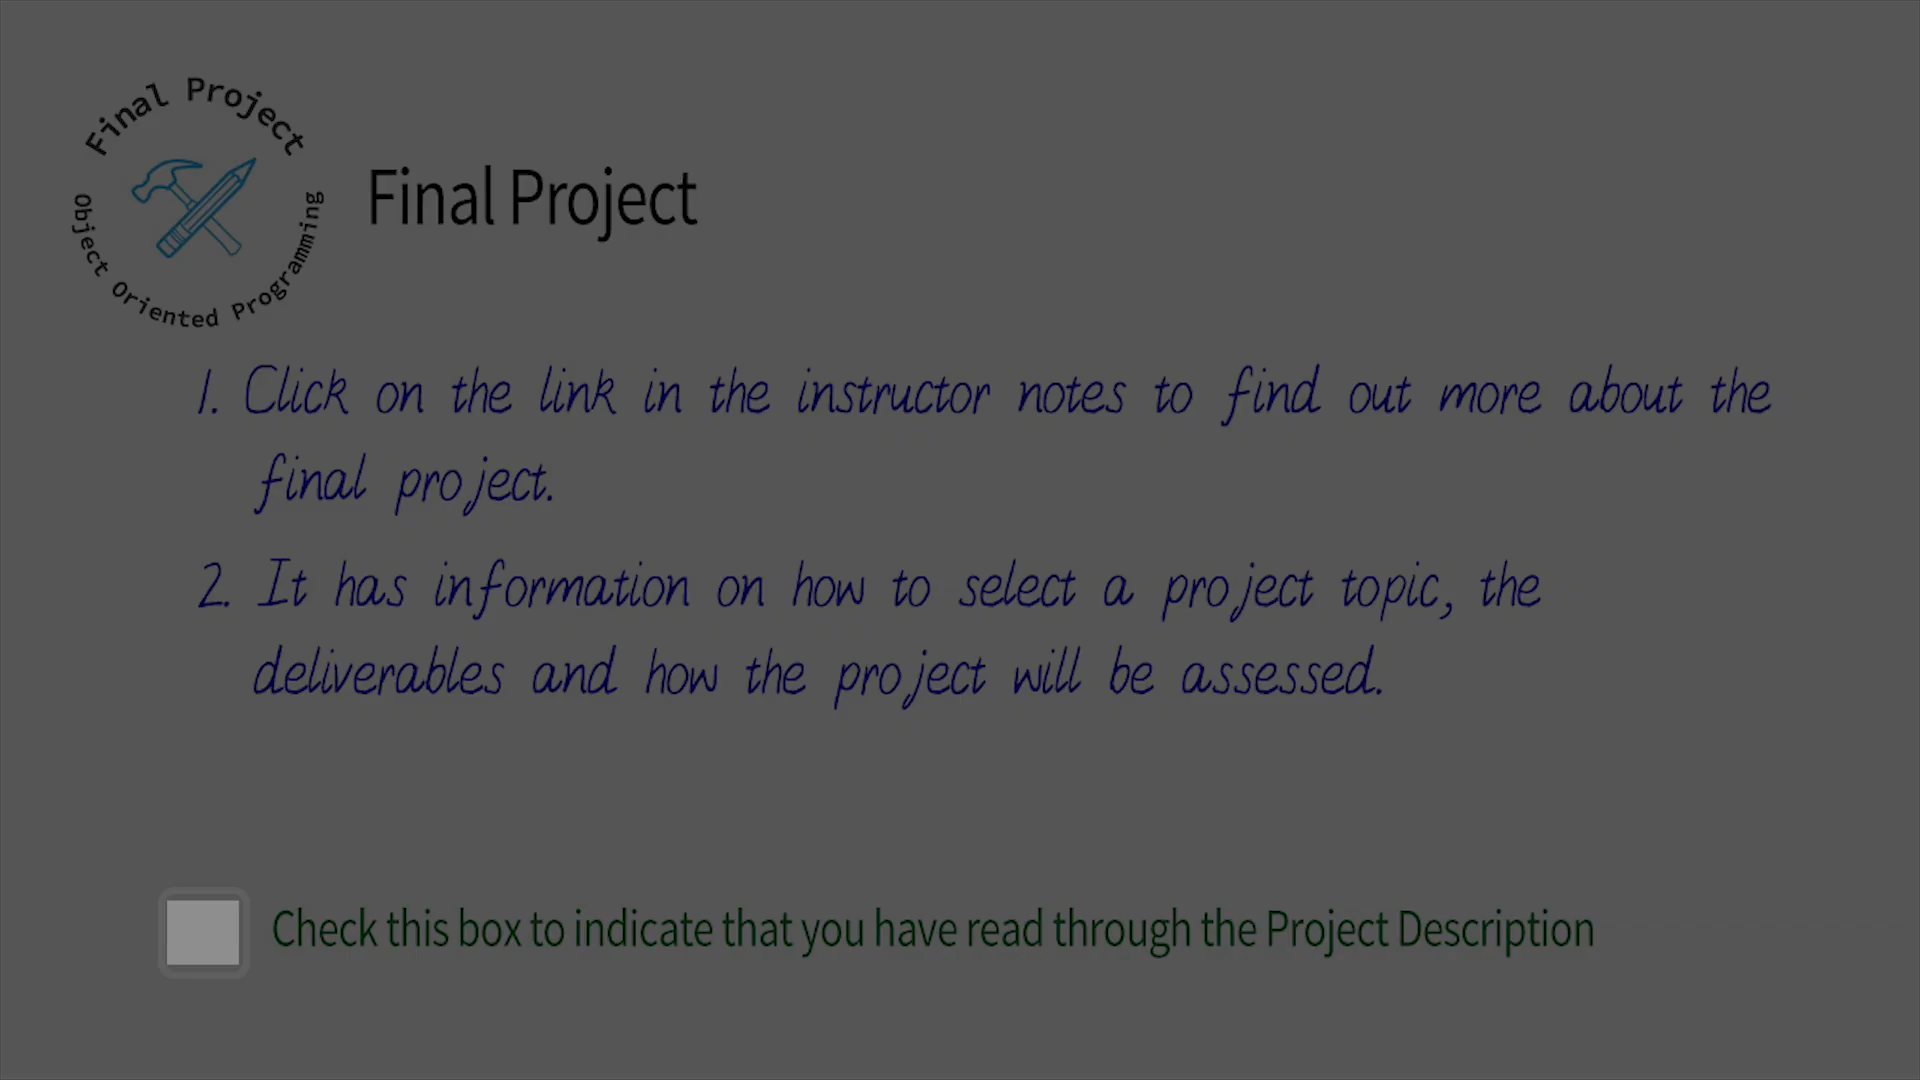 Final Project
Object Oriented Programming
Final Project
1. Click on the link in the instructor notes to find out more about the
final project.
2. It has information on how to select a project topic, the
deliverables and how the project will be assessed.
Check this box to indicate that you have read through the Project Description